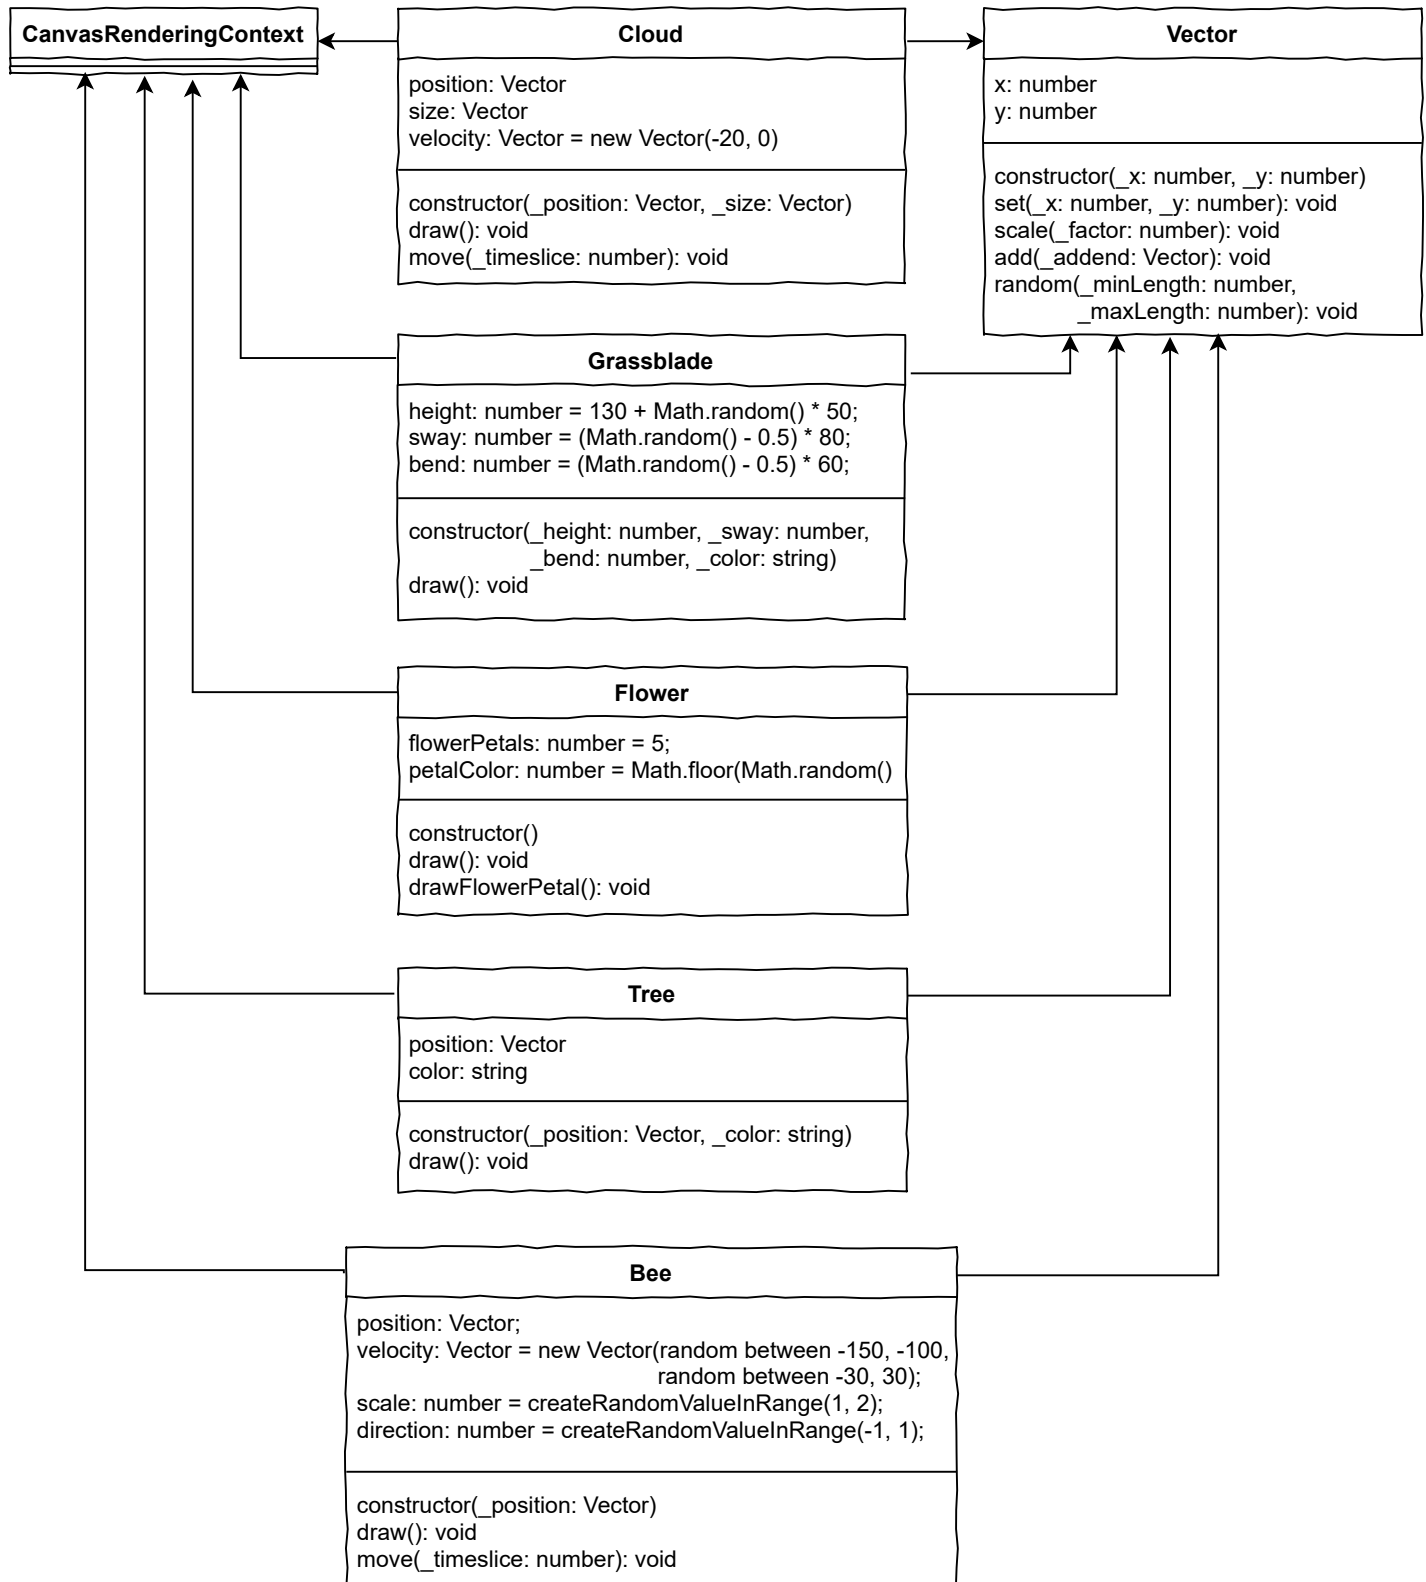 CanvasRenderingContext
Cloud
position: Vector
size: Vector
velocity: Vector = new Vector(-20, 0)
constructor(_position: Vector, _size: Vector)
draw(): void
move(_timeslice: number): void
Vector
x: number
y: number
constructor(_x: number, _y: number)
set(_x: number, _y: number): void
scale(_factor: number): void
add(_addend: Vector): void
random(_minLength: number,
_maxLength: number): void
Grassblade
height: number = 130 + Math.random() * 50;
sway: number = (Math.random() - 0.5) * 80;
bend: number = (Math.random() - 0.5) * 60;
constructor(_height: number, _sway: number,
_bend: number, _color: string)
draw(): void
Flower
flowerPetals: number = 5;
petalColor: number = Math.floor(Math.random()
constructor()
draw(): void
drawFlowerPetal(): void
Tree
position: Vector
color: string
constructor(_position: Vector, _color: string)
draw(): void
Bee
position: Vector;
velocity: Vector = new Vector(random between -150, -100,
random between -30, 30);
scale: number = createRandomValueInRange(1, 2);
direction: number = createRandomValueInRange(-1, 1);
constructor(_position: Vector)
draw(): void
move(_timeslice: number): void